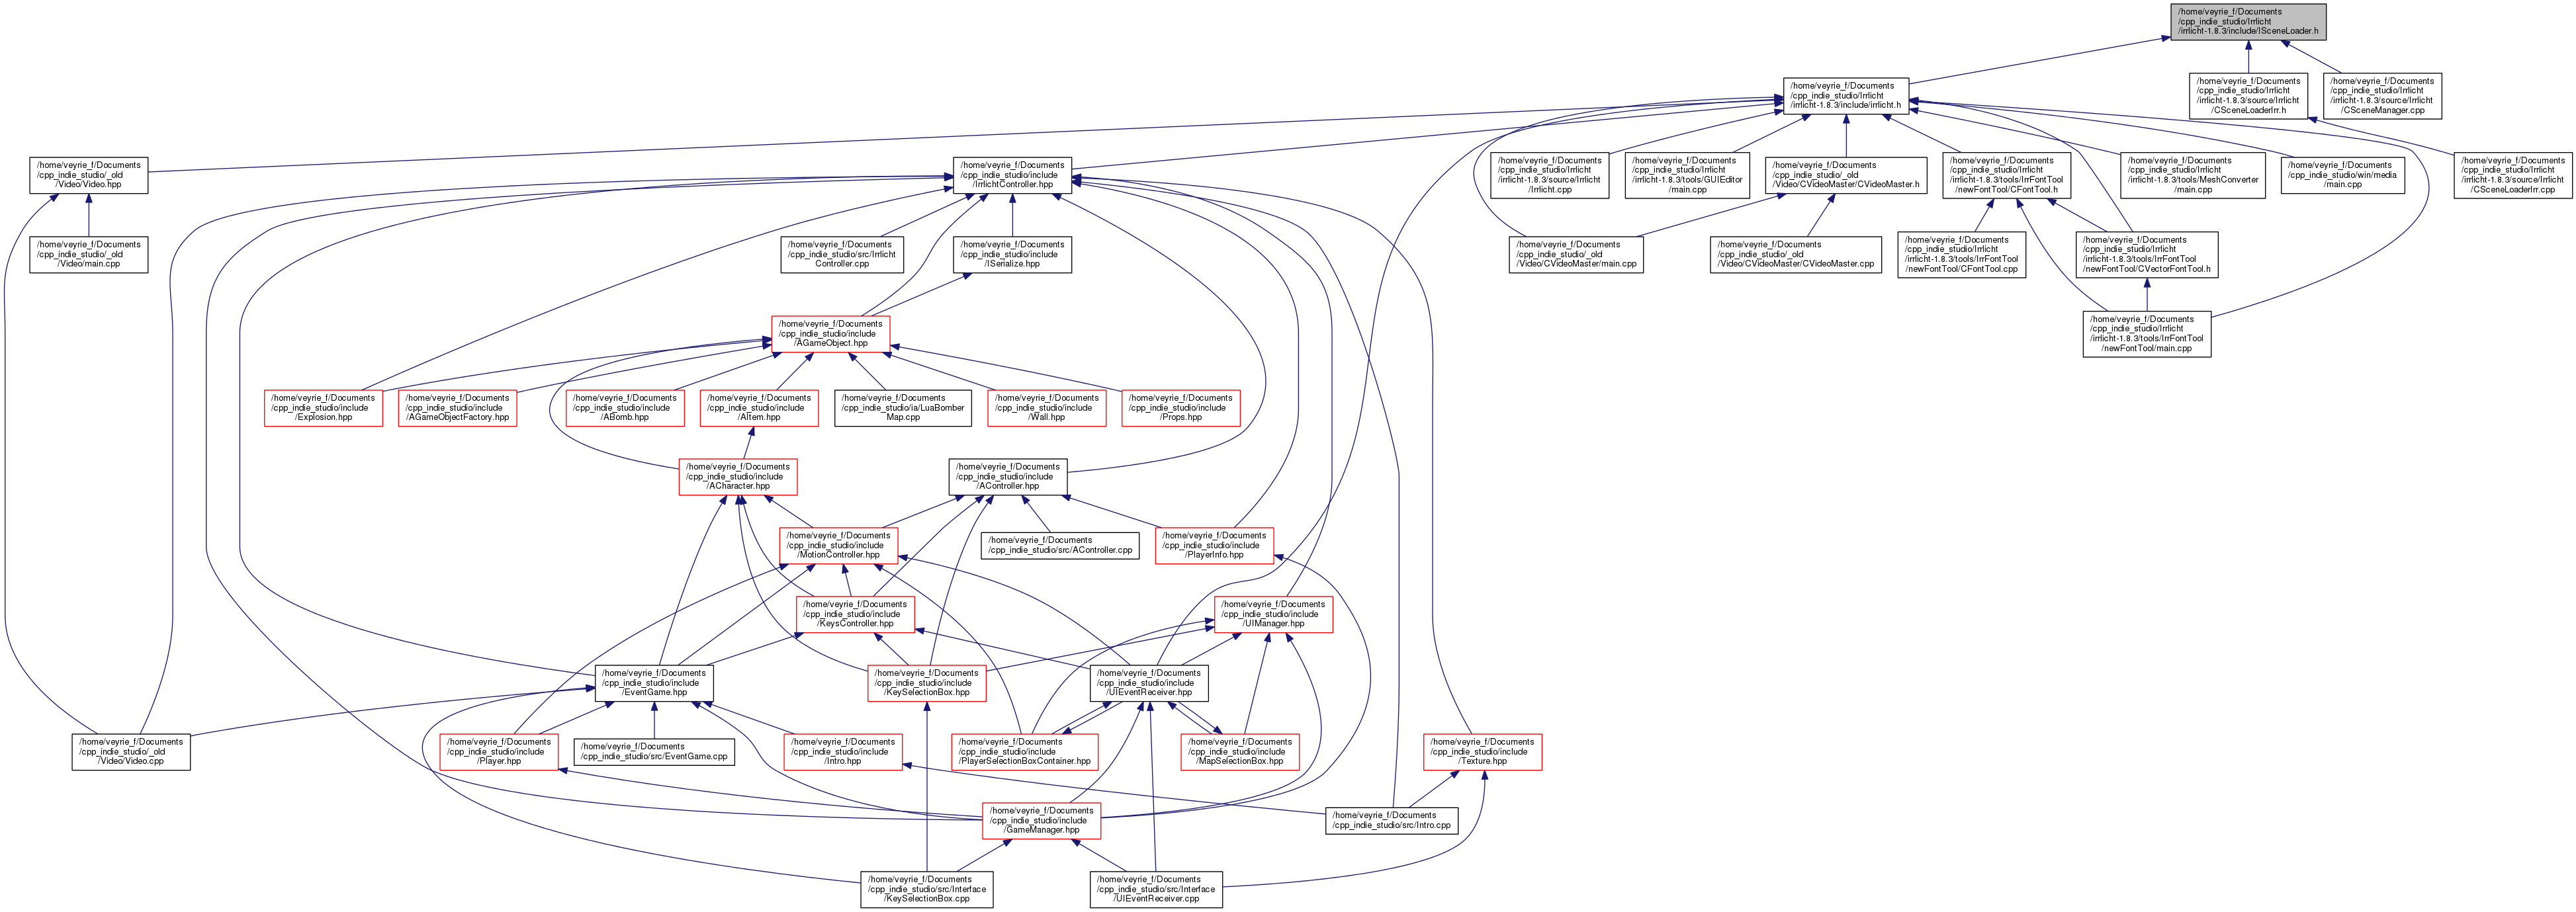 /home/veyrie_f/Documents
/cpp_indie_studio/Irrlicht
/irrlicht-1.8.3/include/ISceneLoader.h
/home/veyrie_f/Documents
/cpp_indie_studio/Irrlicht
/irrlicht-1.8.3/include/irrlicht.h
/home/veyrie_f/Documents
/cpp_indie_studio/Irrlicht
/irrlicht-1.8.3/source/Irrlicht
/CSceneLoaderIrr.h
/home/veyrie_f/Documents
/cpp_indie_studio/Irrlicht
/irrlicht-1.8.3/source/Irrlicht
/CSceneManager.cpp
/home/veyrie_f/Documents
/cpp_indie_studio/_old
/Video/Video.hpp
/home/veyrie_f/Documents
/cpp_indie_studio/include
/IrrlichtController.hpp
/home/veyrie_f/Documents
/cpp_indie_studio/Irrlicht
/irrlicht-1.8.3/source/Irrlicht
/Irrlicht.cpp
/home/veyrie_f/Documents
/cpp_indie_studio/Irrlicht
/irrlicht-1.8.3/tools/GUIEditor
/main.cpp
/home/veyrie_f/Documents
/cpp_indie_studio/_old
/Video/CVideoMaster/CVideoMaster.h
/home/veyrie_f/Documents
/cpp_indie_studio/Irrlicht
/irrlicht-1.8.3/tools/IrrFontTool
/newFontTool/CFontTool.h
/home/veyrie_f/Documents
/cpp_indie_studio/Irrlicht
/irrlicht-1.8.3/tools/MeshConverter
/main.cpp
/home/veyrie_f/Documents
/cpp_indie_studio/win/media
/main.cpp
/home/veyrie_f/Documents
/cpp_indie_studio/Irrlicht
/irrlicht-1.8.3/source/Irrlicht
/CSceneLoaderIrr.cpp
/home/veyrie_f/Documents
/cpp_indie_studio/_old
/Video/main.cpp
/home/veyrie_f/Documents
/cpp_indie_studio/src/Irrlicht
Controller.cpp
/home/veyrie_f/Documents
/cpp_indie_studio/include
/ISerialize.hpp
/home/veyrie_f/Documents
/cpp_indie_studio/_old
/Video/CVideoMaster/main.cpp
/home/veyrie_f/Documents
/cpp_indie_studio/_old
/Video/CVideoMaster/CVideoMaster.cpp
/home/veyrie_f/Documents
/cpp_indie_studio/Irrlicht
/irrlicht-1.8.3/tools/IrrFontTool
/newFontTool/CFontTool.cpp
/home/veyrie_f/Documents
/cpp_indie_studio/Irrlicht
/irrlicht-1.8.3/tools/IrrFontTool
/newFontTool/CVectorFontTool.h
/home/veyrie_f/Documents
/cpp_indie_studio/include
/AGameObject.hpp
/home/veyrie_f/Documents
/cpp_indie_studio/Irrlicht
/irrlicht-1.8.3/tools/IrrFontTool
/newFontTool/main.cpp
/home/veyrie_f/Documents
/cpp_indie_studio/include
/Explosion.hpp
/home/veyrie_f/Documents
/cpp_indie_studio/include
/AGameObjectFactory.hpp
/home/veyrie_f/Documents
/cpp_indie_studio/include
/ABomb.hpp
/home/veyrie_f/Documents
/cpp_indie_studio/include
/AItem.hpp
/home/veyrie_f/Documents
/cpp_indie_studio/ia/LuaBomber
Map.cpp
/home/veyrie_f/Documents
/cpp_indie_studio/include
/Wall.hpp
/home/veyrie_f/Documents
/cpp_indie_studio/include
/Props.hpp
/home/veyrie_f/Documents
/cpp_indie_studio/include
/ACharacter.hpp
/home/veyrie_f/Documents
/cpp_indie_studio/include
/AController.hpp
/home/veyrie_f/Documents
/cpp_indie_studio/include
/MotionController.hpp
/home/veyrie_f/Documents
/cpp_indie_studio/src/AController.cpp
/home/veyrie_f/Documents
/cpp_indie_studio/include
/PlayerInfo.hpp
/home/veyrie_f/Documents
/cpp_indie_studio/include
/KeysController.hpp
/home/veyrie_f/Documents
/cpp_indie_studio/include
/UIManager.hpp
/home/veyrie_f/Documents
/cpp_indie_studio/include
/EventGame.hpp
/home/veyrie_f/Documents
/cpp_indie_studio/include
/KeySelectionBox.hpp
/home/veyrie_f/Documents
/cpp_indie_studio/include
/UIEventReceiver.hpp
/home/veyrie_f/Documents
/cpp_indie_studio/_old
/Video/Video.cpp
/home/veyrie_f/Documents
/cpp_indie_studio/include
/Player.hpp
/home/veyrie_f/Documents
/cpp_indie_studio/src/EventGame.cpp
/home/veyrie_f/Documents
/cpp_indie_studio/include
/Intro.hpp
/home/veyrie_f/Documents
/cpp_indie_studio/include
/PlayerSelectionBoxContainer.hpp
/home/veyrie_f/Documents
/cpp_indie_studio/include
/MapSelectionBox.hpp
/home/veyrie_f/Documents
/cpp_indie_studio/include
/Texture.hpp
/home/veyrie_f/Documents
/cpp_indie_studio/include
/GameManager.hpp
/home/veyrie_f/Documents
/cpp_indie_studio/src/Intro.cpp
/home/veyrie_f/Documents
/cpp_indie_studio/src/Interface
/KeySelectionBox.cpp
/home/veyrie_f/Documents
/cpp_indie_studio/src/Interface
/UIEventReceiver.cpp